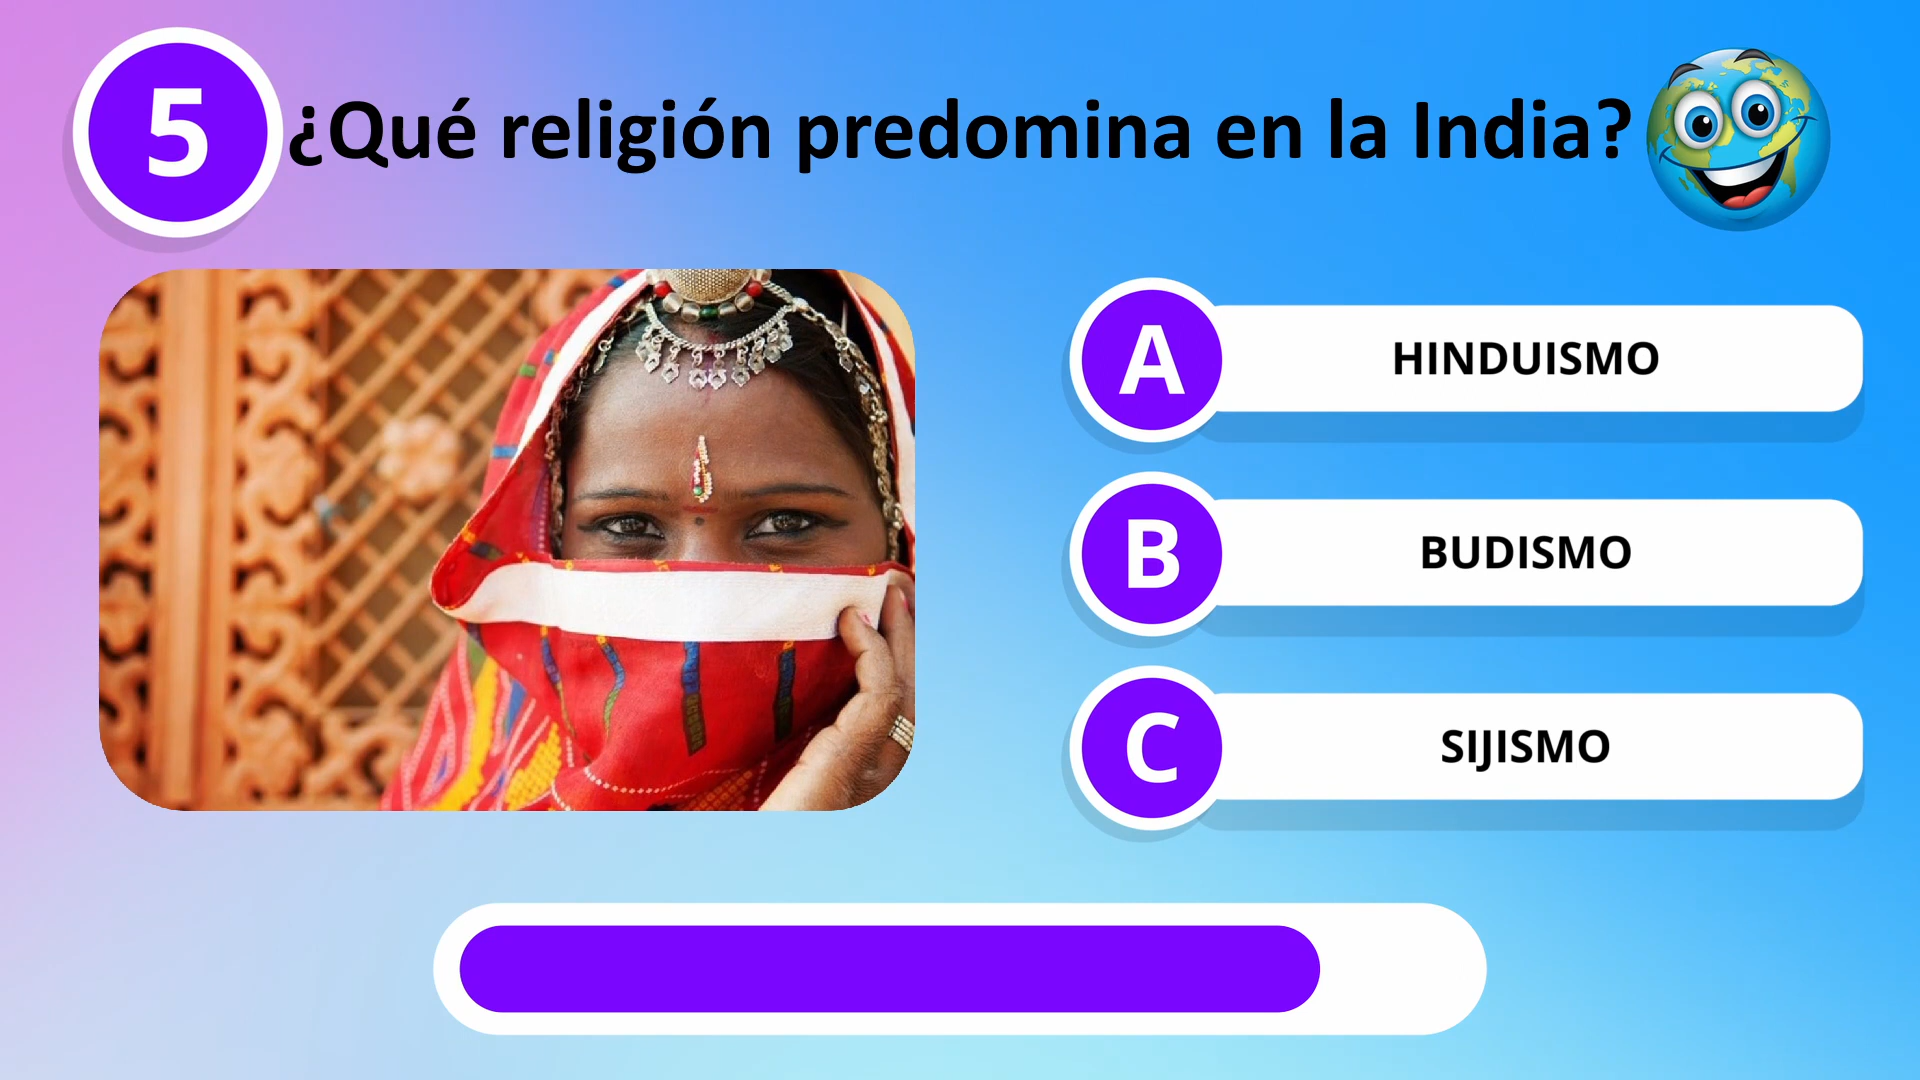 5
¿Qué religión predomina en la India?
A
HINDUISMO
B
BUDISMO
C
SIJISMO